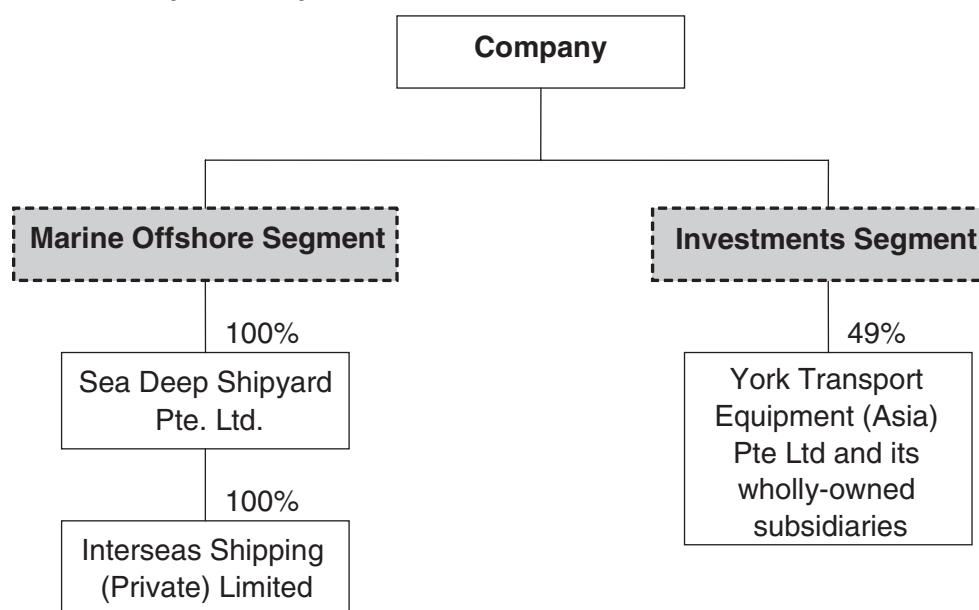 Company
Marine Offshore Segment
Investments Segment
100%
49%
Sea Deep Shipyard
Pte. Ltd.
York Transport
Equipment (Asia)
Pte Ltd and its
wholly-owned
subsidiaries
100%
Interseas Shipping
(Private) Limited